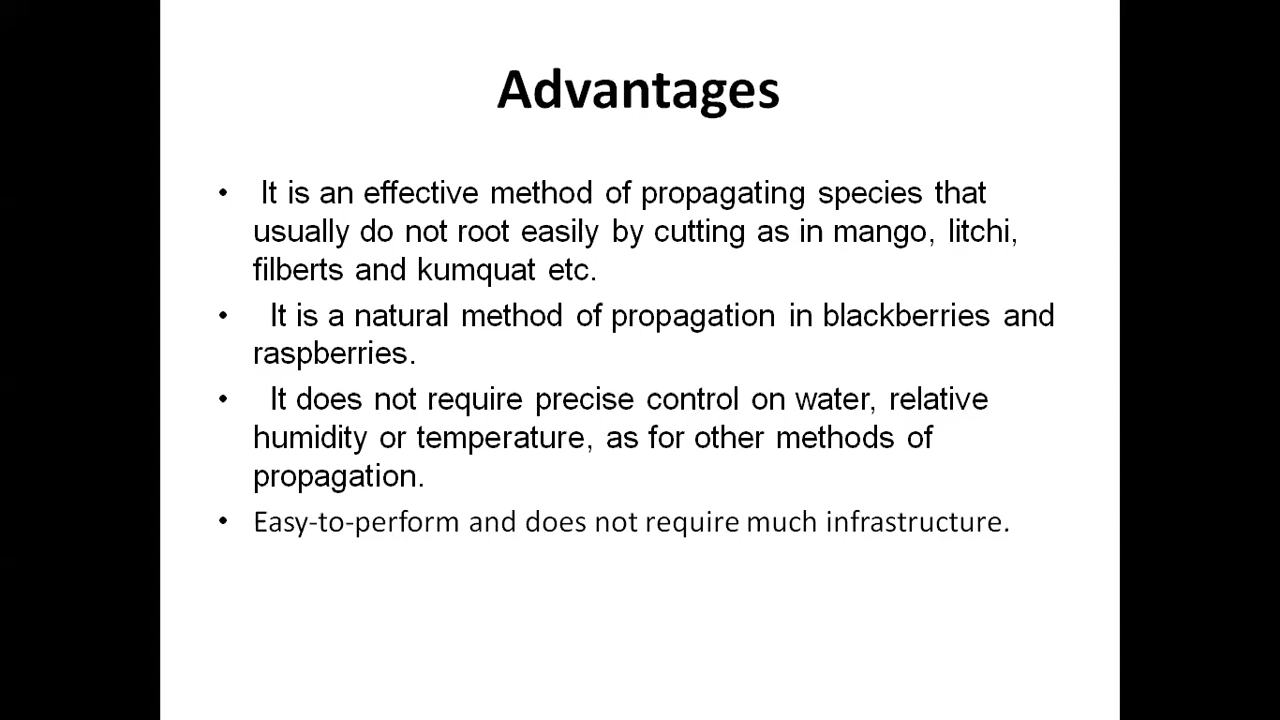 Advantages
• It is an effective method of propagating species that
usually do not root easily by cutting as in mango, litchi,
filberts and kumquat etc.
• It is a natural method of propagation in blackberries and
raspberries.
• It does not require precise control on water, relative
humidity or temperature, as for other methods of
propagation.
• Easy-to-perform and does not require much infrastructure.